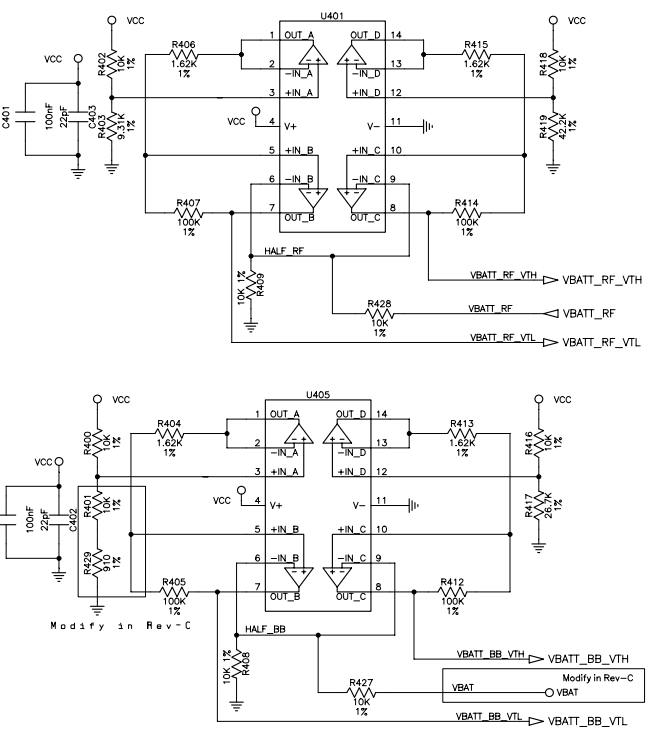 U401
VCC
VCC
R406
1.62K
1%
1 OUT_A
OUT_D 14
R415
1.62K
1%
R418
10K
1%
VCC
R402
10K
1%
2 -IN_A
-IN_D 13
3 +IN_A
+IN_D 12
C401
100nF
22pF
C403
R403
9.31K
1%
VCC
4 V+
V- 11
R419
42.2K
1%
5 +IN_B
+IN_C 10
6 -IN_B
-IN_C 9
R407
100K
1%
7 OUT_B
OUT_C 8
R414
100K
1%
HALF_RF
10K 1%
R409
VBATT_RF_VTH
VBATT_RF_VTH
R428
10K
1%
VBATT_RF
VBATT_RF
VBATT_RF_VTL
VBATT_RF_VTL
U405
VCC
VCC
R404
1.62K
1%
1 OUT_A
OUT_D 14
R413
1.62K
1%
R416
10K
1%
R400
10K
1%
2 -IN_A
-IN_D 13
VCC
3 +IN_A
+IN_D 12
100nF
22pF
C402
R401
10K
1%
VCC
4 V+
V- 11
R417
26.7K
1%
5 +IN_B
+IN_C 10
R429
910
1%
6 -IN_B
-IN_C 9
R405
100K
1%
7 OUT_B
OUT_C 8
R412
100K
1%
Modify in Rev-C
HALF_BB
10K 1%
R408
VBATT_BB_VTH
VBATT_BB_VTH
Modify in Rev-C
R427
10K
1%
VBAT
VBAT
VBATT_BB_VTL
VBATT_BB_VTL